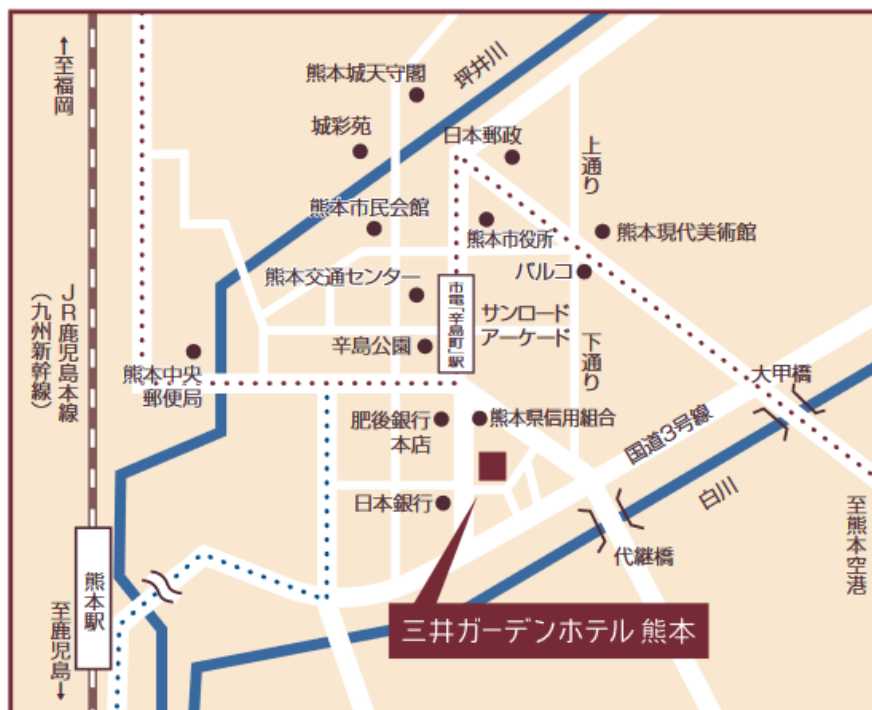 ↑至福岡
熊本城天守閣
坪井川
城彩苑
日本郵政
上通り
熊本市民会館
熊本市役所
熊本現代美術館
熊本交通センター
パルコ
市電「辛島町」駅
サンロード
アーケード
JR鹿児島本線
(九州新幹線)
辛島公園
下通り
熊本中央
郵便局
大甲橋
肥後銀行
本店
熊本県信用組合
国道3号線
日本銀行
白川
至熊本空港
代継橋
熊本駅
至鹿児島↓
三井ガーデンホテル 熊本